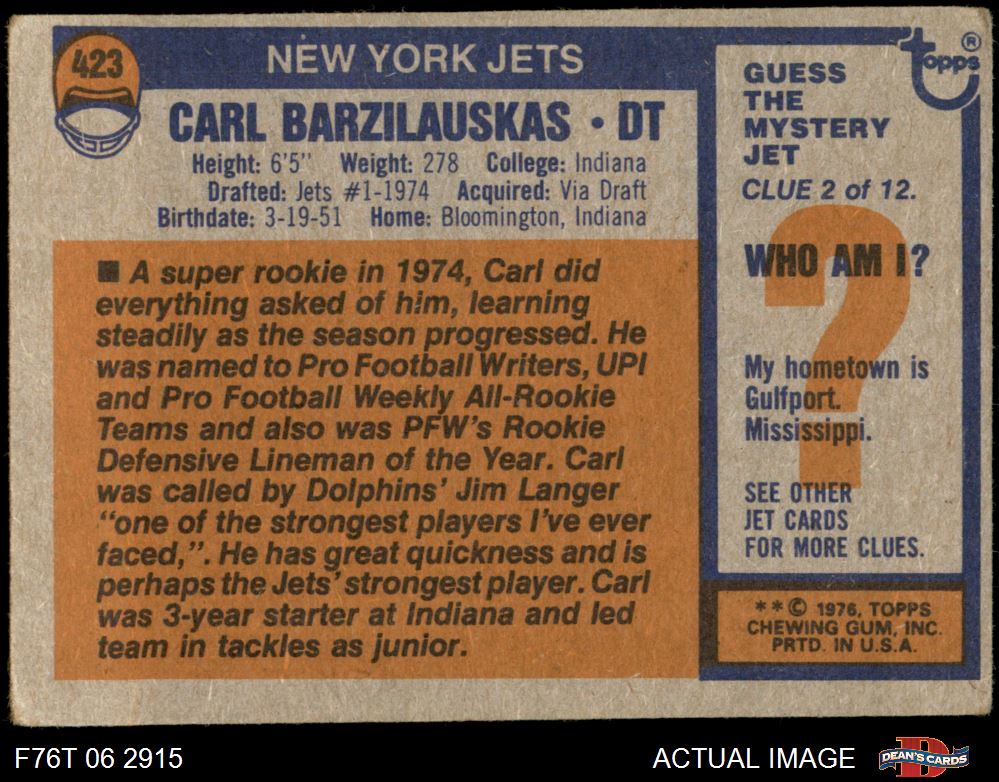 423
NEW YORK JETS
CARL BARZILAUSKAS • DT
Height: 6'5" Weight: 278 College: Indiana
Drafted: Jets #1-1974 Acquired: Via Draft
Birthdate: 3-19-51 Home: Bloomington, Indiana
■ A super rookie in 1974, Carl did
everything asked of him, learning
steadily as the season progressed. He
was named to Pro Football Writers, UPI
and Pro Football Weekly All-Rookie
Teams and also was PFW's Rookie
Defensive Lineman of the Year. Carl
was called by Dolphins' Jim Langer
"one of the strongest players I've ever
faced,". He has great quickness and is
perhaps the Jets' strongest player. Carl
was 3-year starter at Indiana and led
team in tackles as junior.
topps®
GUESS
THE
MYSTERY
JET
CLUE 2 of 12.
?
WHO AM I?
My hometown is
Gulfport.
Mississippi.
SEE OTHER
JET CARDS
FOR MORE CLUES.
**© 1976, TOPPS
CHEWING GUM, INC.
PRTD. IN U.S.A.
F76T 06 2915
ACTUAL IMAGE
DEAN'S CARDS